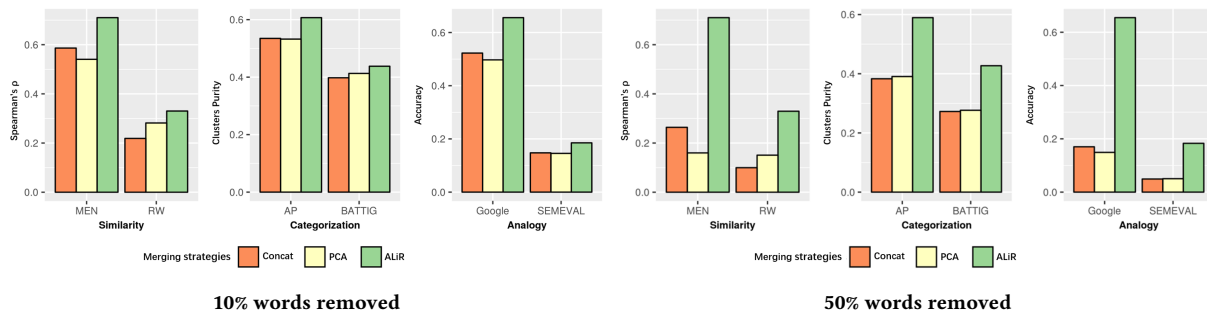 Spearman's ρ
0.6
0.4
0.2
0.0
MEN RW
Similarity
Clusters Purity
0.6
0.4
0.2
0.0
AP BATTIG
Categorization
Accuracy
0.6
0.4
0.2
0.0
Google SEMEVAL
Analogy
Merging strategies Concat PCA ALiR
10% words removed
Spearman's ρ
0.6
0.4
0.2
0.0
MEN RW
Similarity
Clusters Purity
0.6
0.4
0.2
0.0
AP BATTIG
Categorization
Accuracy
0.6
0.4
0.2
0.0
Google SEMEVAL
Analogy
Merging strategies Concat PCA ALiR
50% words removed